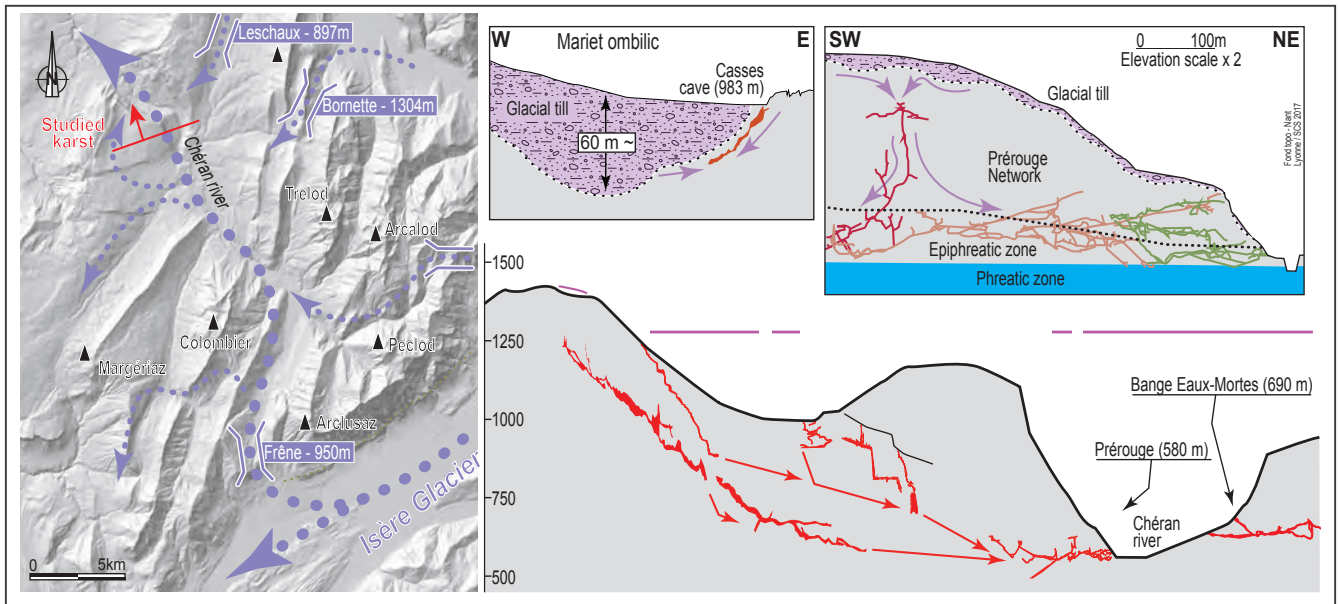 Leschaux - 897m
Bornette - 1304m
N
Studied
karst
Chéran river
Trelod
Arcalod
Colombier
Peclod
Margériaz
Arclusaz
Frêne - 950m
Isère Glacier
0 5km
W Mariet ombilic E
Casses
cave (983 m)
Glacial till
60 m ~
SW 0 100m NE
Elevation scale x 2
Glacial till
Fond topo - Nant
Lyonne / SCS 2017
Prérouge
Network
Epiphreatic zone
Phreatic zone
1500
1250
1000
750
500
Bange Eaux-Mortes (690 m)
Prérouge (580 m)
Chéran
river